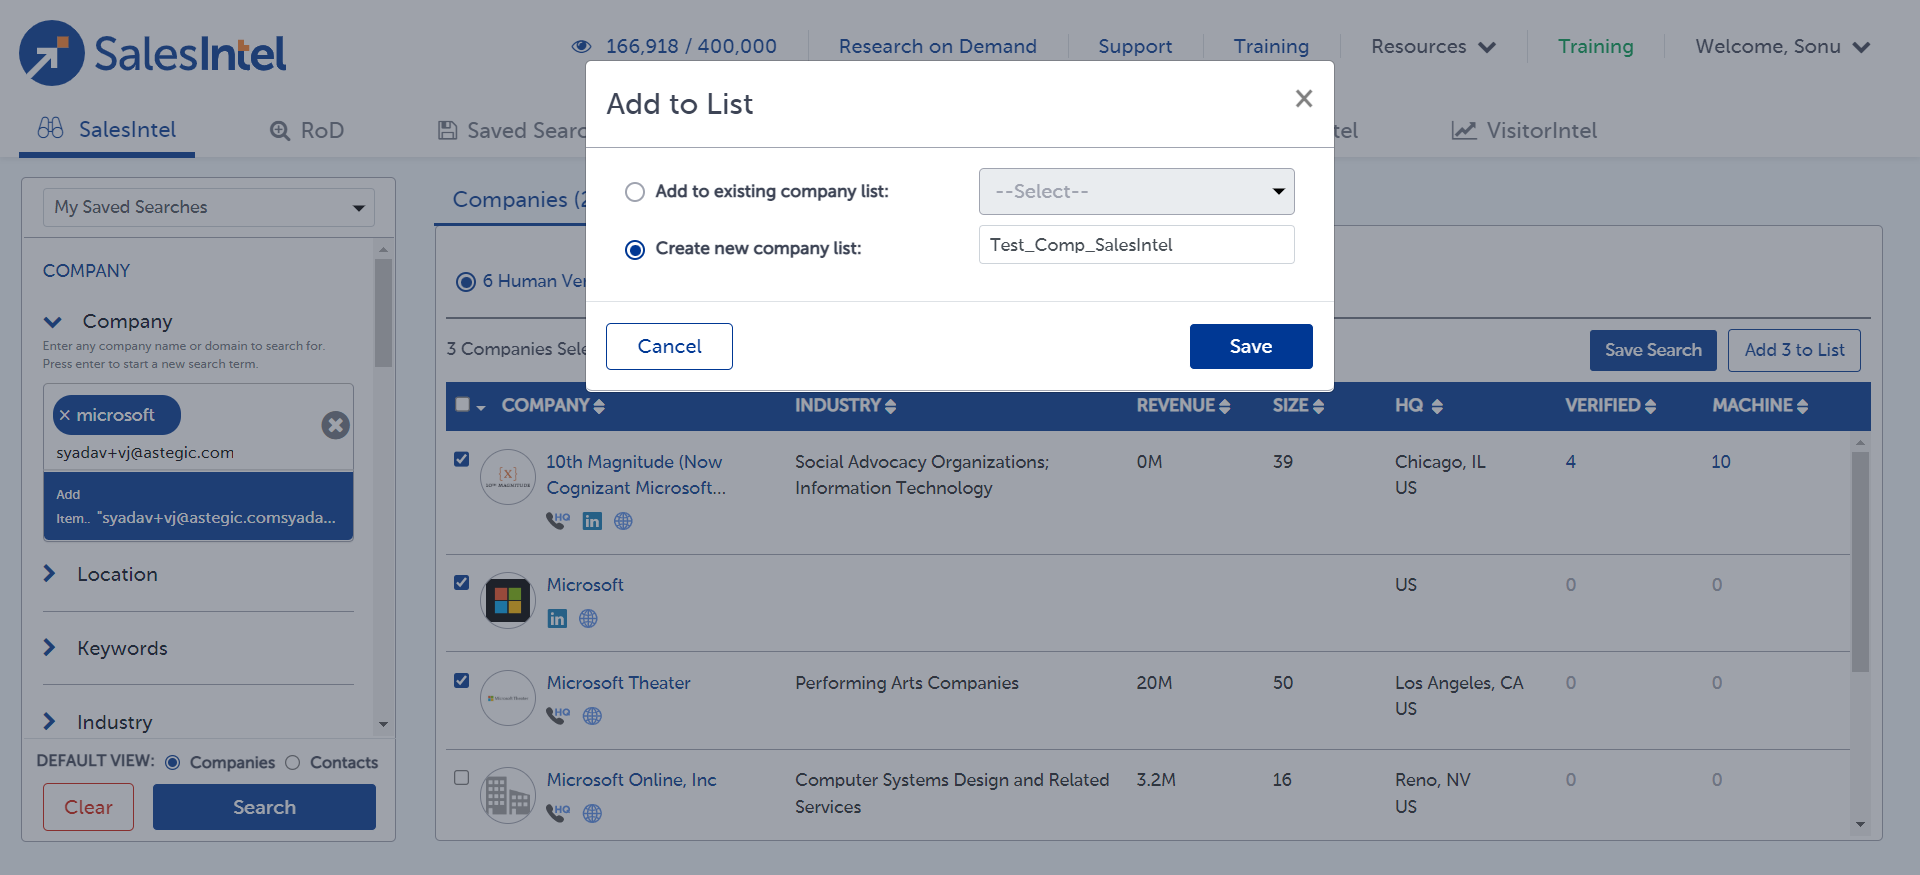 SalesIntel
166,918 / 400,000
Research on Demand
Support
Training
Resources
Training
Welcome, Sonu
SalesIntel
RoD
Saved Searc
tel
VisitorIntel
Add to List
Add to existing company list:
--Select--
Create new company list:
Test_Comp_SalesIntel
Cancel
Save
My Saved Searches
COMPANY
Company
Enter any company name or domain to search for.
Press enter to start a new search term.
× microsoft
syadav+vj@astegic.com
Add
Item.. "syadav+vj@astegic.comsyada...
Location
Keywords
Industry
DEFAULT VIEW: Companies Contacts
Clear
Search
Companies (2
6 Human Ver
3 Companies Sele
Save Search
Add 3 to List
COMPANY INDUSTRY REVENUE SIZE HQ VERIFIED MACHINE
10th Magnitude (Now Social Advocacy Organizations; 0M 39 Chicago, IL 4 10
Cognizant Microsoft... Information Technology US
HQ
Microsoft US 0 0
Microsoft Theater Performing Arts Companies 20M 50 Los Angeles, CA 0 0
HQ US
Microsoft Online, Inc Computer Systems Design and Related 3.2M 16 Reno, NV 0 0
HQ Services US